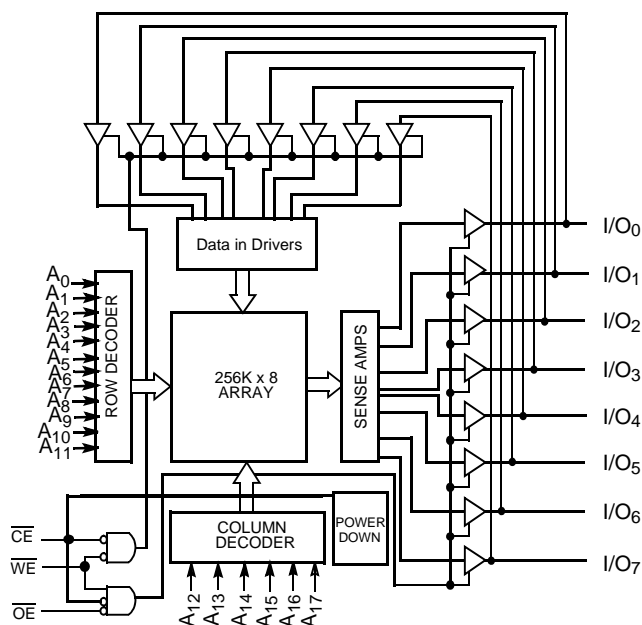 Data in Drivers
I/O0
I/O1
I/O2
I/O3
I/O4
I/O5
I/O6
I/O7
A0
A1
A2
A3
A4
A5
A6
A7
A8
A9
A10
A11
ROW DECODER
256K x 8
ARRAY
SENSE AMPS
COLUMN
DECODER
POWER
DOWN
CE
WE
OE
A12
A13
A14
A15
A16
A17